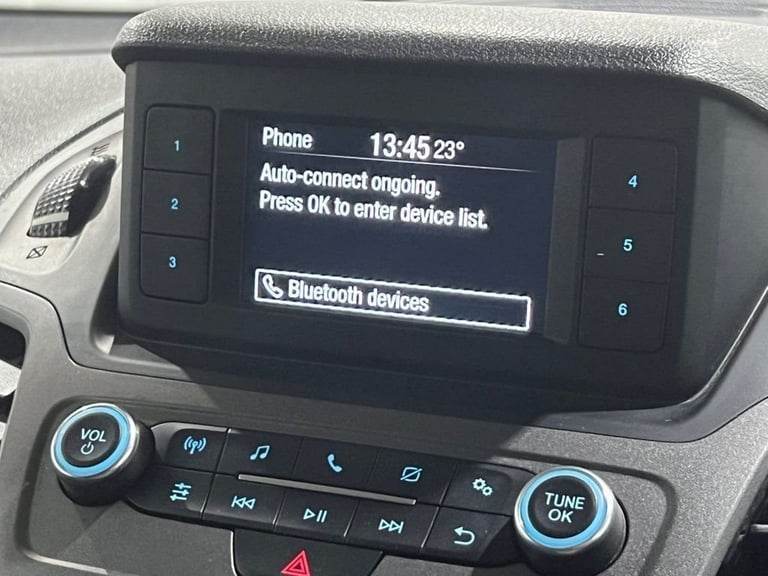 Phone 13:45 23°
Auto-connect ongoing.
Press OK to enter device list.
Bluetooth devices
1
2
3
4
5
6
VOL
TUNE
OK